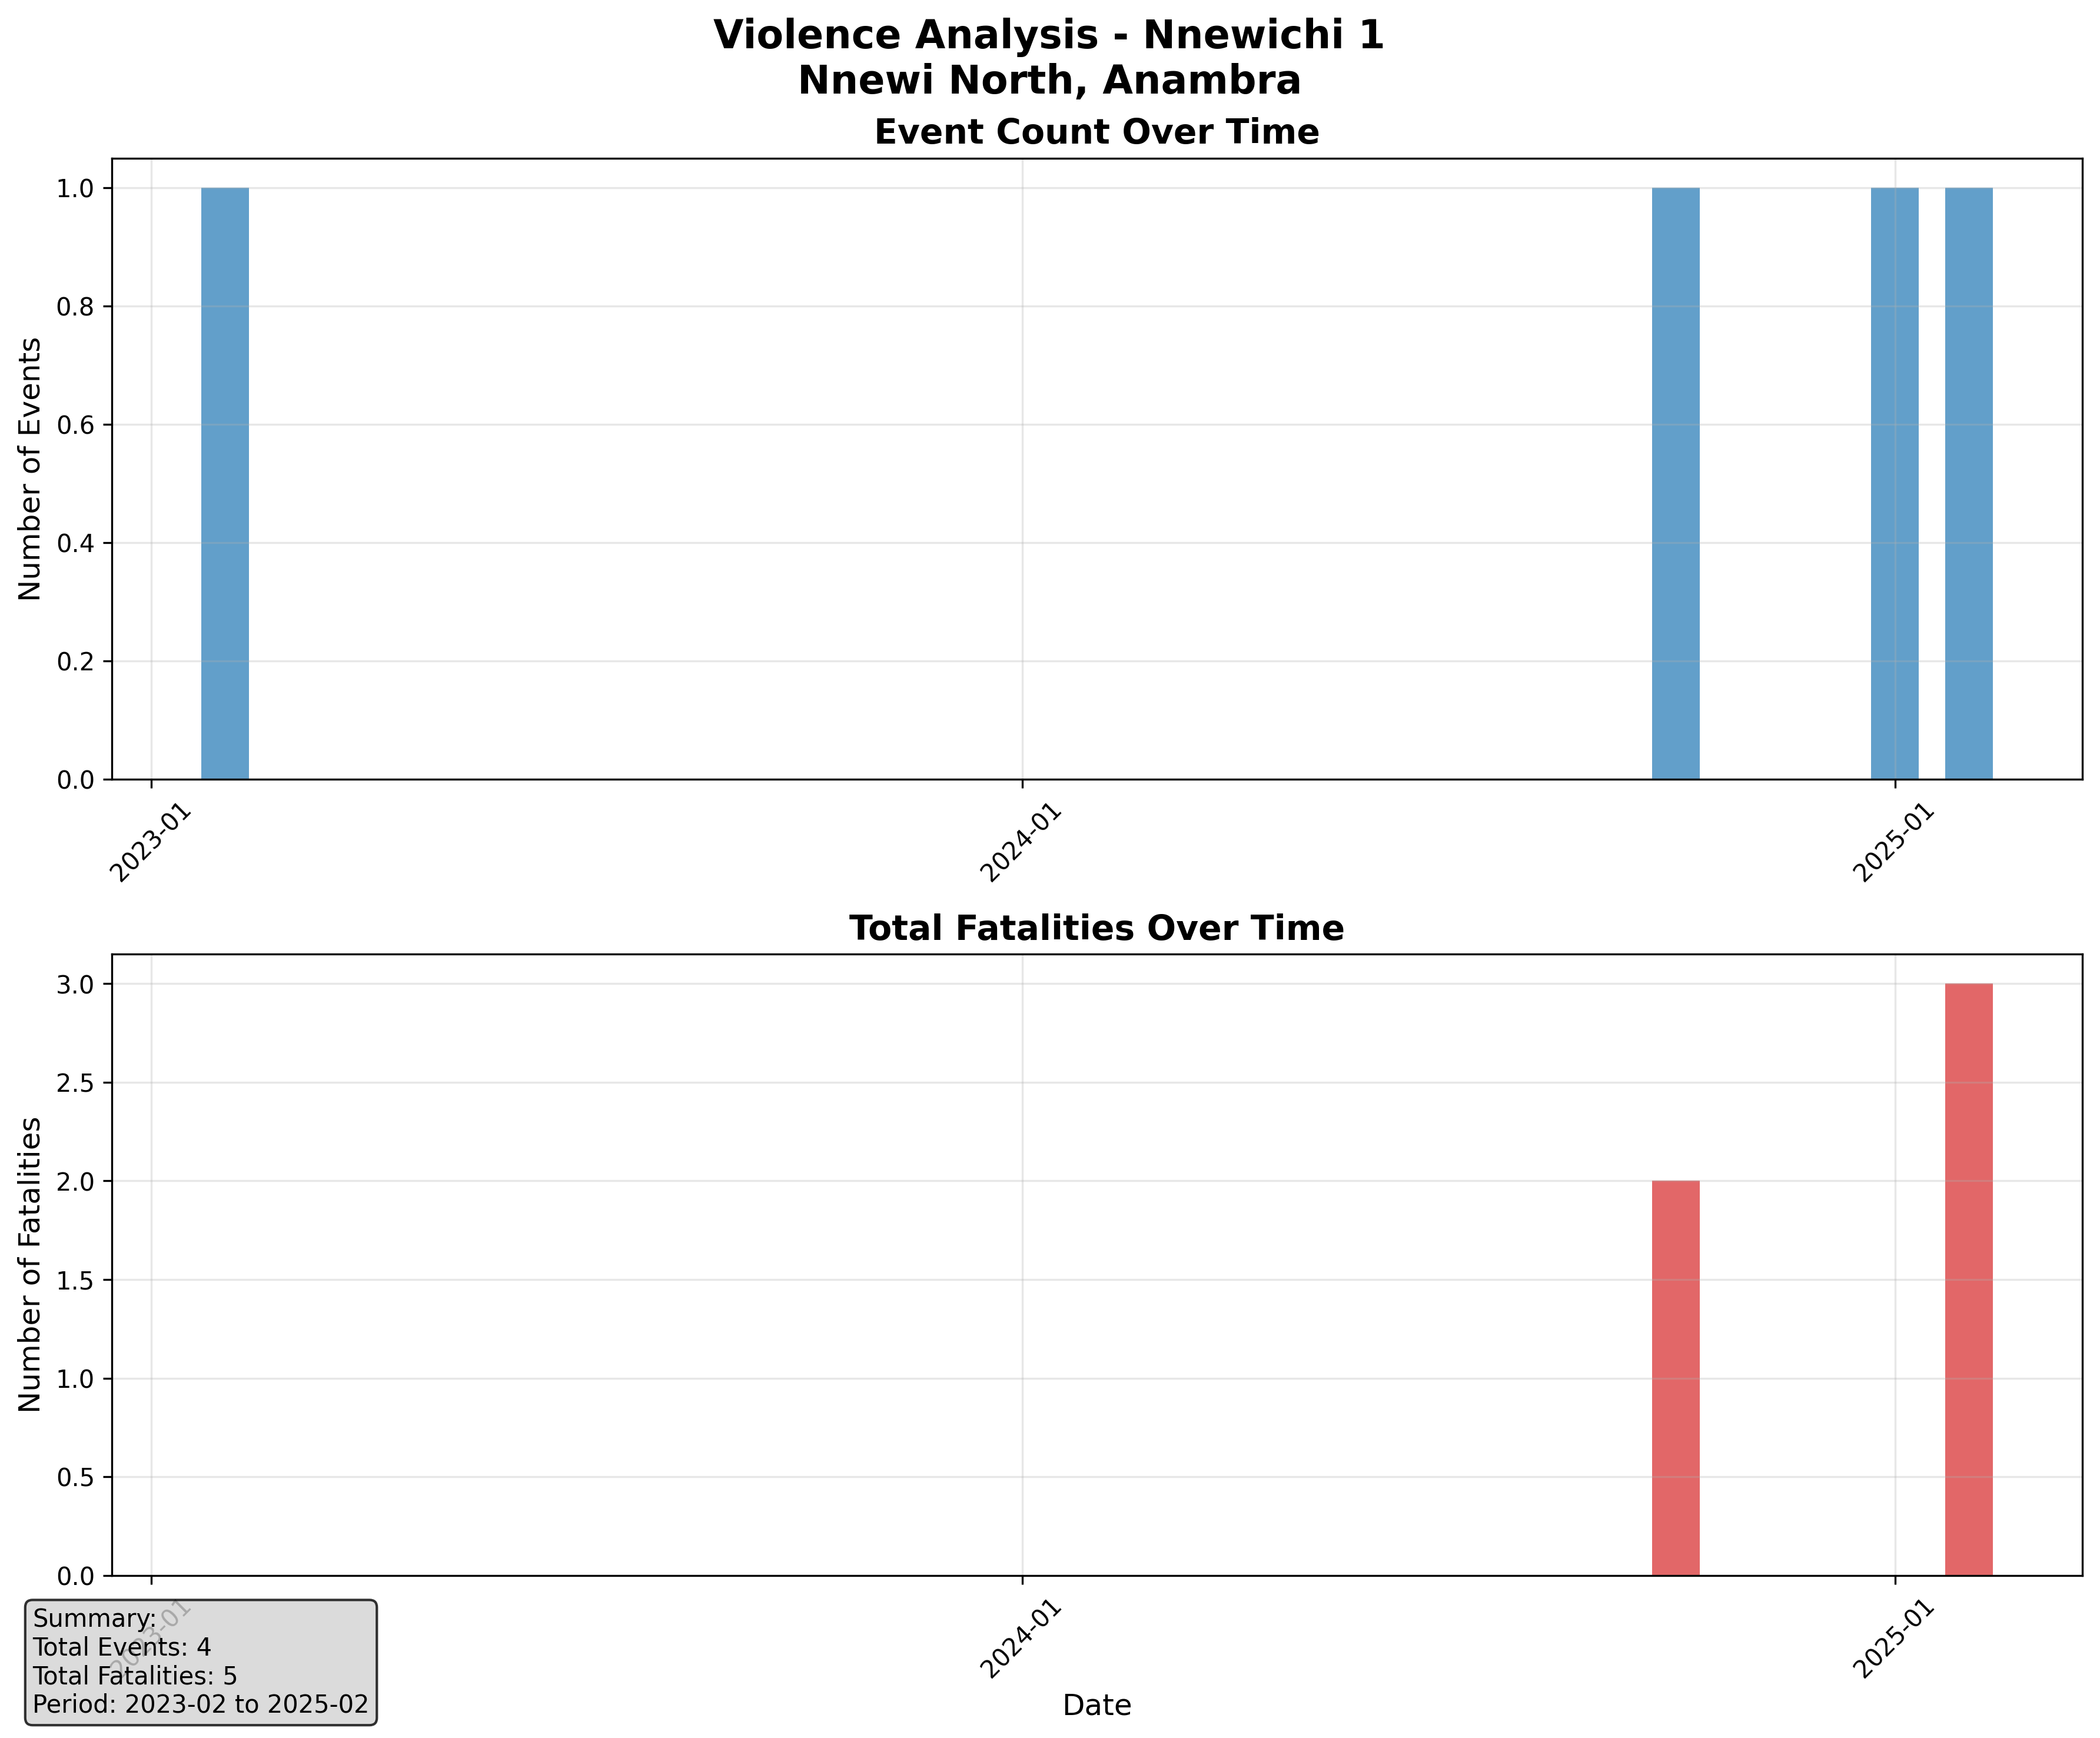 Violence Analysis - Nnewichi 1
Nnewi North, Anambra
Event Count Over Time
Number of Events
1.0
0.8
0.6
0.4
0.2
0.0
2023-01
2024-01
2025-01
Total Fatalities Over Time
Number of Fatalities
3.0
2.5
2.0
1.5
1.0
0.5
0.0
2023-01
2024-01
2025-01
Date
Summary:
Total Events: 4
Total Fatalities: 5
Period: 2023-02 to 2025-02